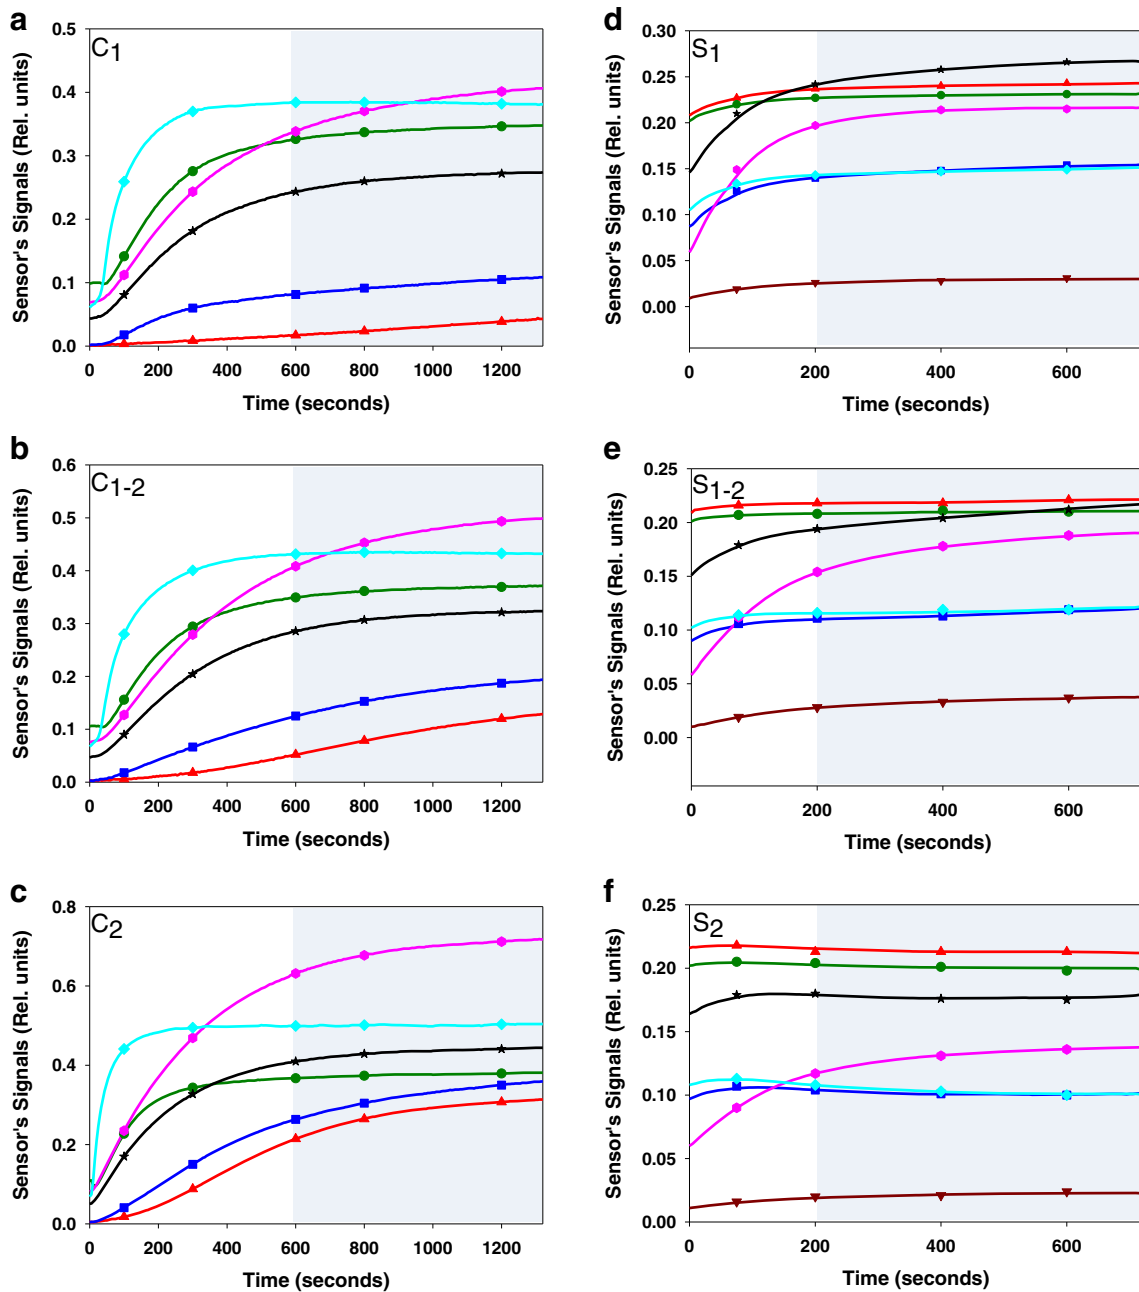 a
C1
Sensor's Signals (Rel. units)
0.5
0.4
0.3
0.2
0.1
0.0
0 200 400 600 800 1000 1200
Time (seconds)
d
S1
Sensor's Signals (Rel. units)
0.30
0.25
0.20
0.15
0.10
0.05
0.00
0 200 400 600
Time (seconds)
b
C1-2
Sensor's Signals (Rel. units)
0.6
0.5
0.4
0.3
0.2
0.1
0.0
0 200 400 600 800 1000 1200
Time (seconds)
e
S1-2
Sensor's Signals (Rel. units)
0.25
0.20
0.15
0.10
0.05
0.00
0 200 400 600
Time (seconds)
c
C2
Sensor's Signals (Rel. units)
0.8
0.6
0.4
0.2
0.0
0 200 400 600 800 1000 1200
Time (seconds)
f
S2
Sensor's Signals (Rel. units)
0.25
0.20
0.15
0.10
0.05
0.00
0 200 400 600
Time (seconds)